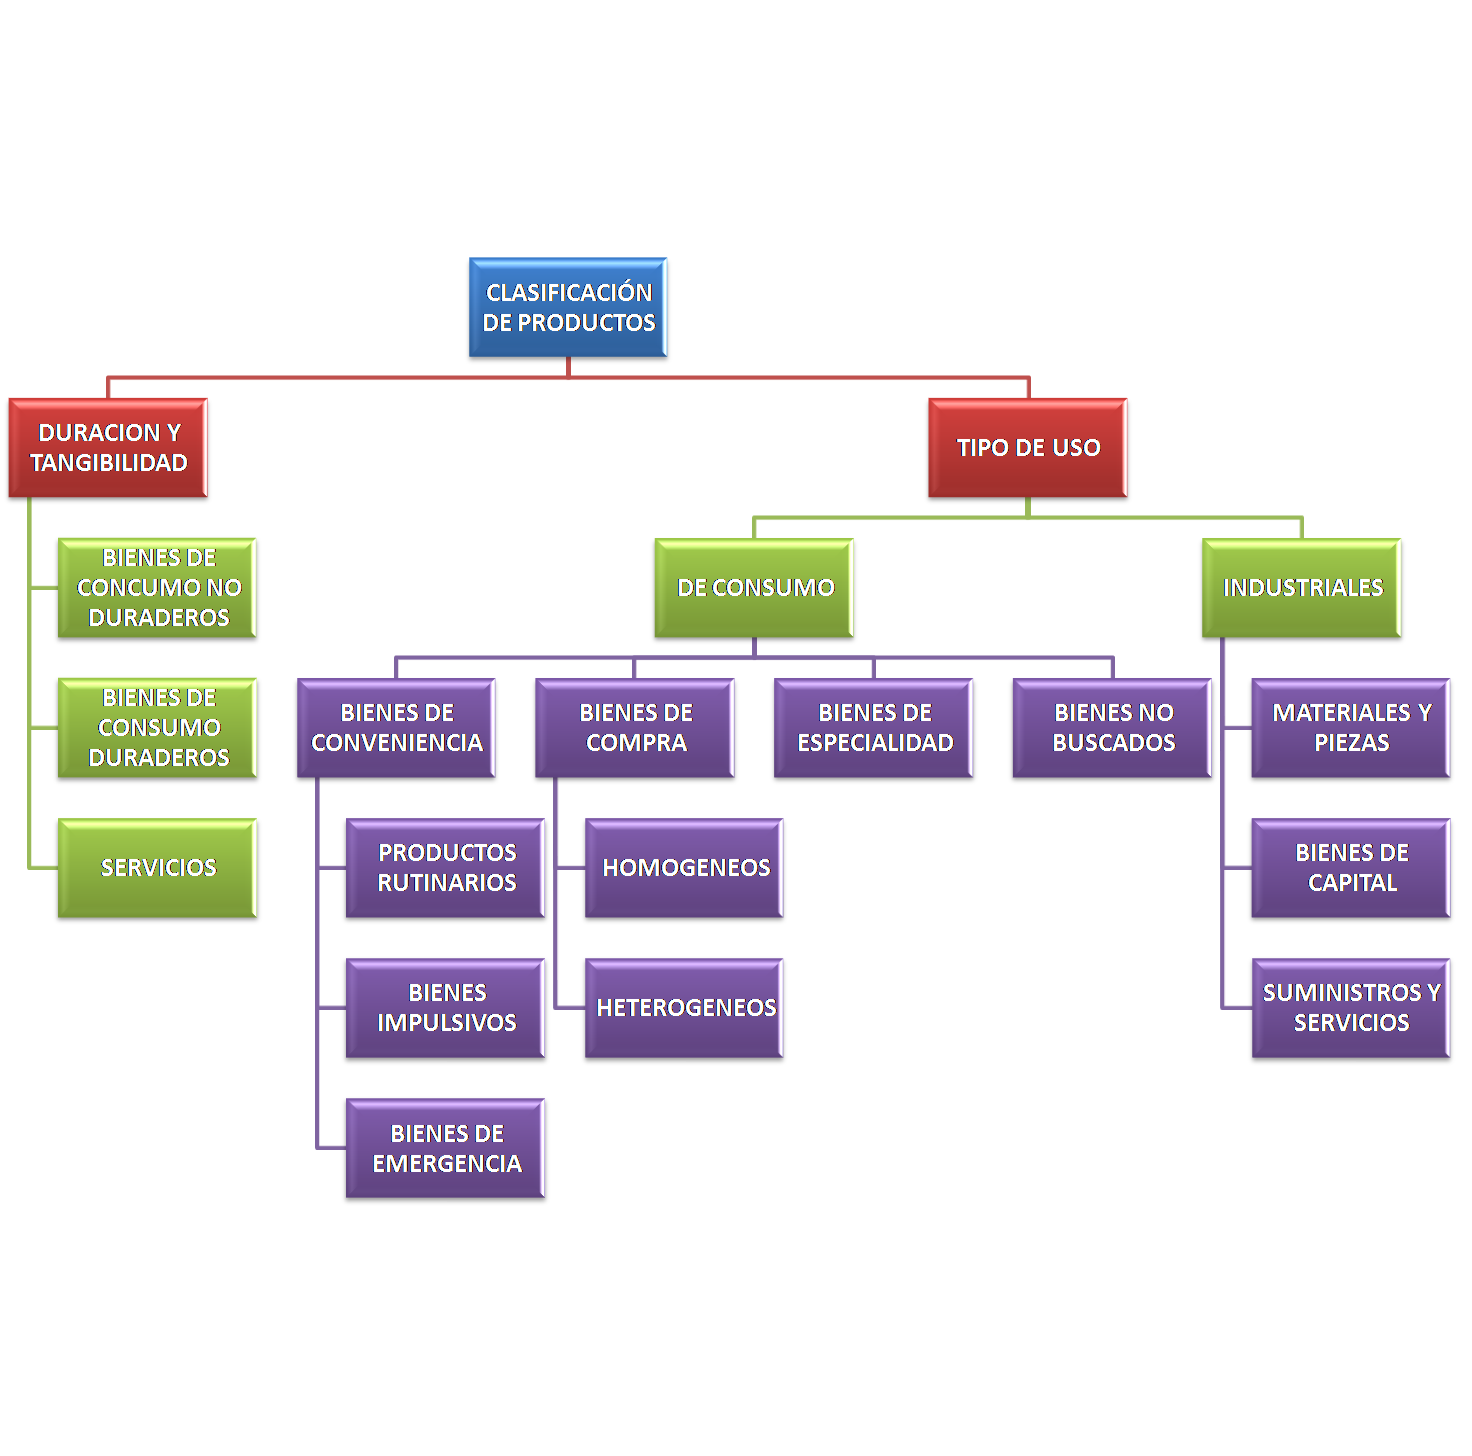 CLASIFICACIÓN
DE PRODUCTOS
DURACION Y
TANGIBILIDAD
TIPO DE USO
BIENES DE
CONCUMO NO
DURADEROS
BIENES DE
CONSUMO
DURADEROS
SERVICIOS
DE CONSUMO
INDUSTRIALES
BIENES DE
CONVENIENCIA
PRODUCTOS
RUTINARIOS
BIENES
IMPULSIVOS
BIENES DE
EMERGENCIA
BIENES DE
COMPRA
HOMOGENEOS
HETEROGENEOS
BIENES DE
ESPECIALIDAD
BIENES NO
BUSCADOS
MATERIALES Y
PIEZAS
BIENES DE
CAPITAL
SUMINISTROS Y
SERVICIOS